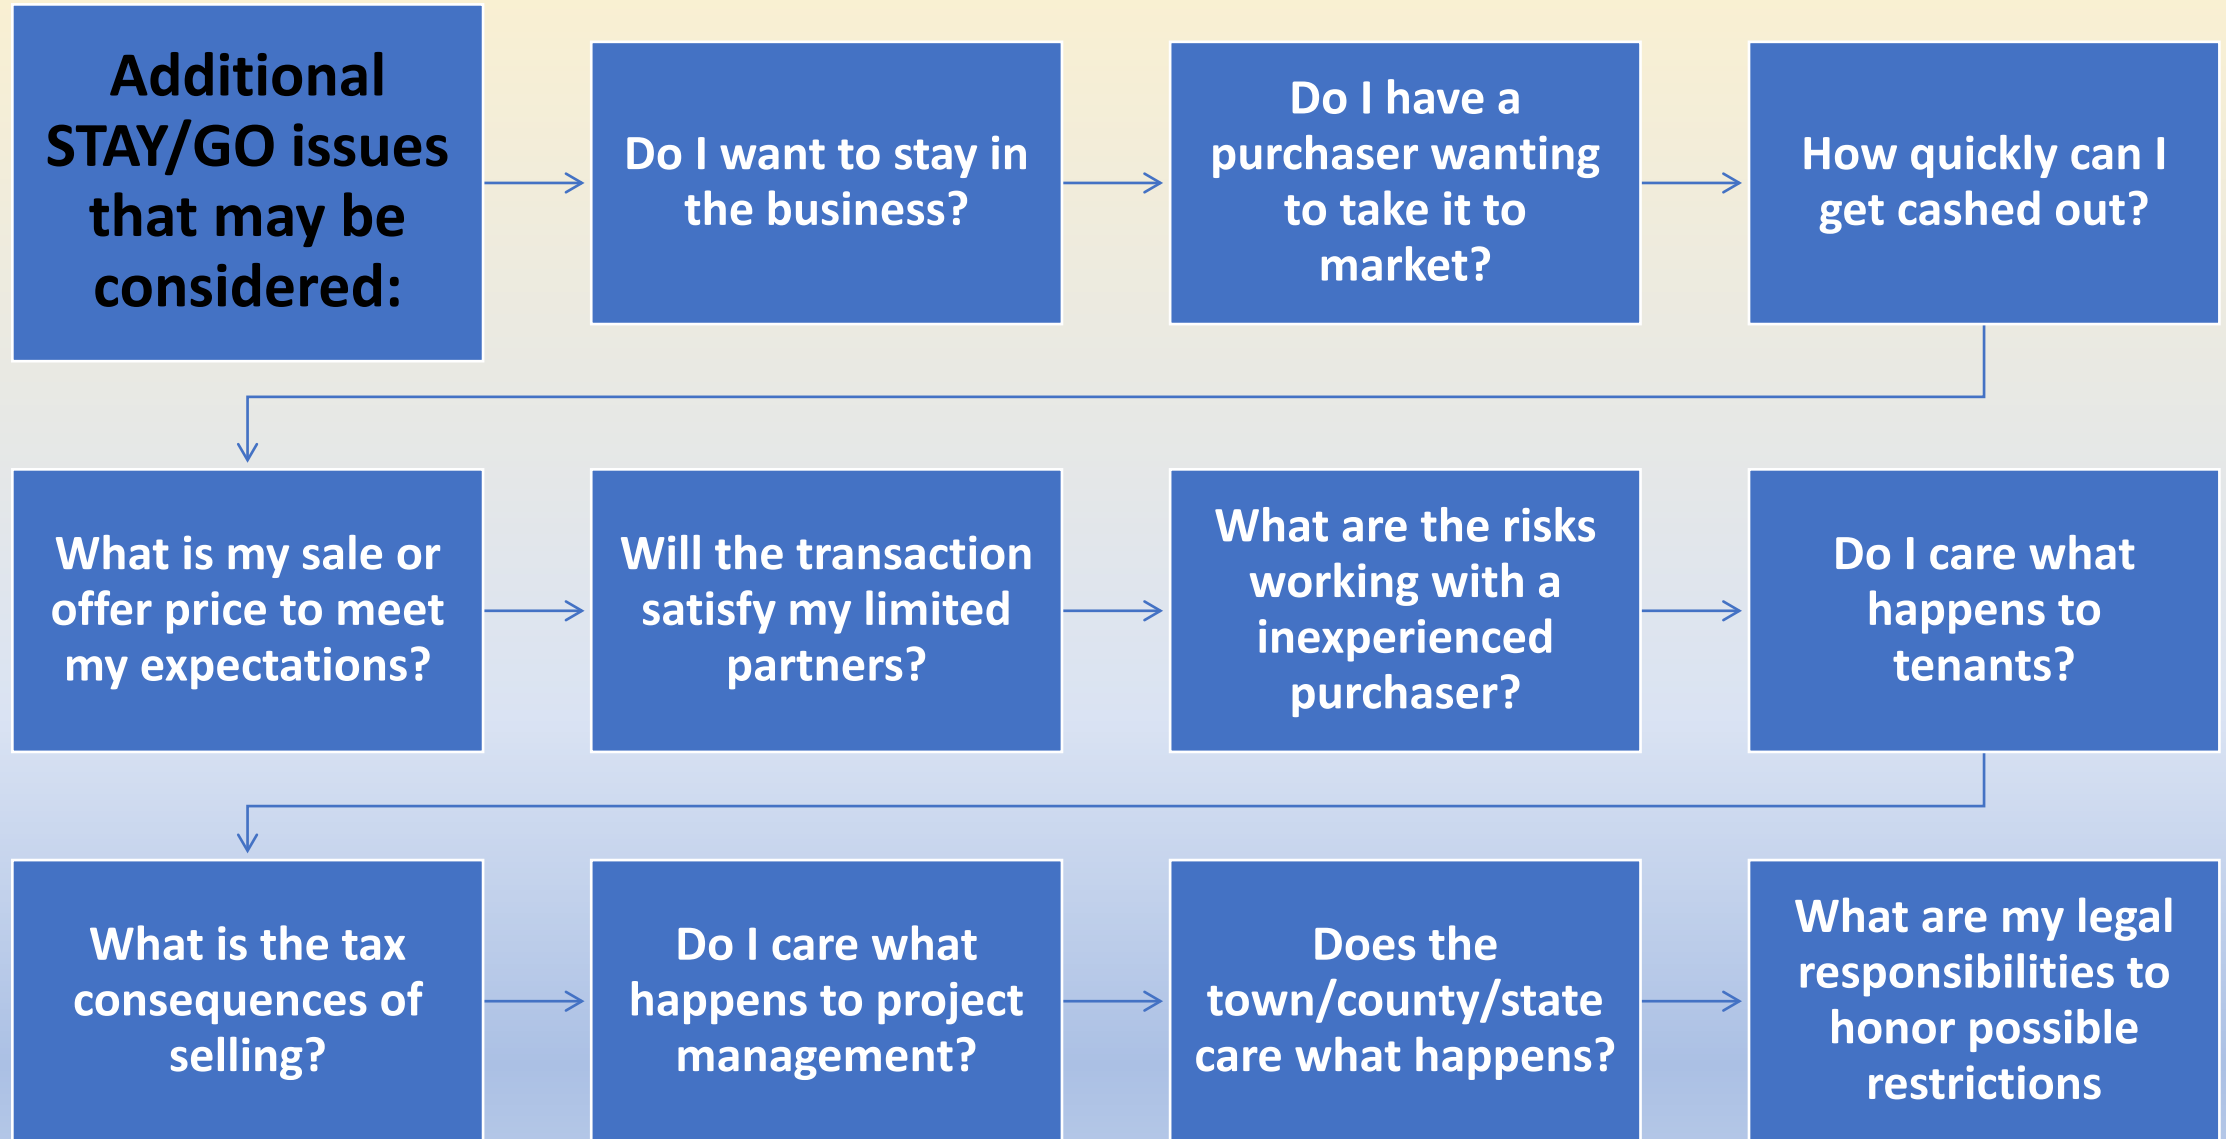 Additional
STAY/GO issues
that may be
considered:
Do I want to stay in
the business?
Do I have a
purchaser wanting
to take it to
market?
How quickly can I
get cashed out?
What is my sale or
offer price to meet
my expectations?
Will the transaction
satisfy my limited
partners?
What are the risks
working with a
inexperienced
purchaser?
Do I care what
happens to
tenants?
What is the tax
consequences of
selling?
Do I care what
happens to project
management?
Does the
town/county/state
care what happens?
What are my legal
responsibilities to
honor possible
restrictions